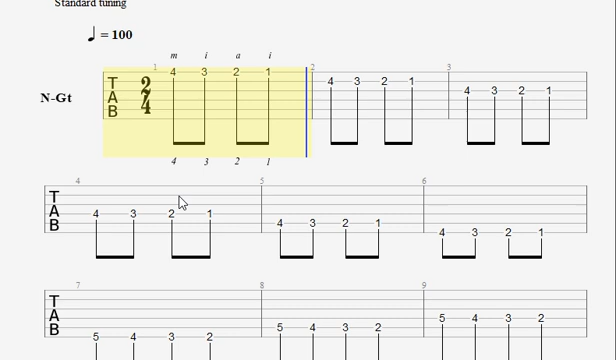 Standard tuning
♩ = 100
m i a i
1 2 3
N-Gt
T A B 2/4 4 3 2 1 4 3 2 1 4 3 2 1
4 3 2 1
4 5 6
T A B 4 3 2 1 4 3 2 1 4 3 2 1
7 8 9
T A B 5 4 3 2 5 4 3 2 5 4 3 2